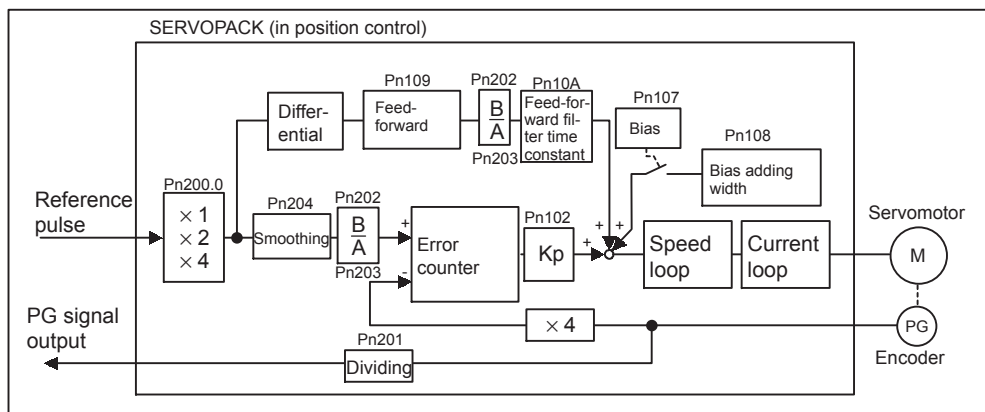 SERVOPACK (in position control)
Pn109
Pn202
Pn10A
Pn107
Differ-
ential
Feed-
forward
B
A
Feed-for-
ward filter
time
constant
Pn203
Bias
Pn108
Bias adding
width
Reference
pulse
Pn200.0
× 1
× 2
× 4
Pn204
Smoothing
Pn202
B
A
Pn203
+
-
Error
counter
Pn102
Kp
+
+
+
Speed
loop
Current
loop
Servomotor
M
PG signal
output
Pn201
Dividing
× 4
PG
Encoder